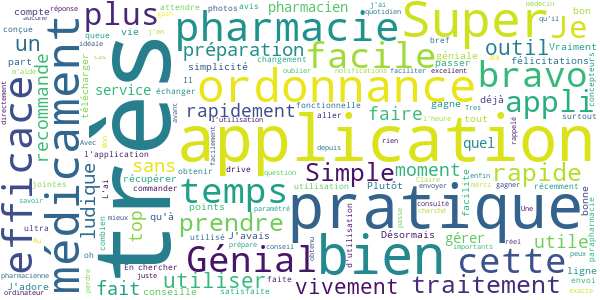 plus
pharmacie
Super
Je
très
médicament
efficace
un
recommande
télécharger
compte
réponse
aucune
conçue
idéale
part
n'aide
simplicité
préparation
service
photos
avis
attendre
queue
vie
j'en
pharmacien
j'ai
quotidien
bref
géniale
passer
facile
changement
oublier
échanger
Il
ordonnance
outil
Vraiment
félicitations
bon
qu'il
médecin
concepteurs
bravo
notifications
faciliter
excellent
Tres
appli
rapidement
fonctionnelle
gagne
déjà
surtout
directement
Avec
l'application
L'ai
sans
avant
facilement
l'utilisation
aller
depuis
rien
faire
tout
l'heure
quel
rappelé
application
ludique
jointes
savoir
ultra
top
récupérer
commander
obtenir
drive
question
Simple
utilisation
moment
Claire
envoyer
enfin
merci
gagner
récemment
rapide
bonne
temps
points
paramétré
Plutôt
consulté
cherché
Une
facilite
pratique
prendre
qu'à
combien
oh
J'avais
utilisé
prépare
conseil
obtenu
Génial
bien
d'utilisation
Désormais
gérer
importants
cette
réel
utile
peux
parapharmacie
pharmacienne
J'adore
ordinateur
perdre
mieux
fait
En chercher
juste
conseille
utiliser
satisfaite
faite
vivement
traitement
ligne
envoi
exacte